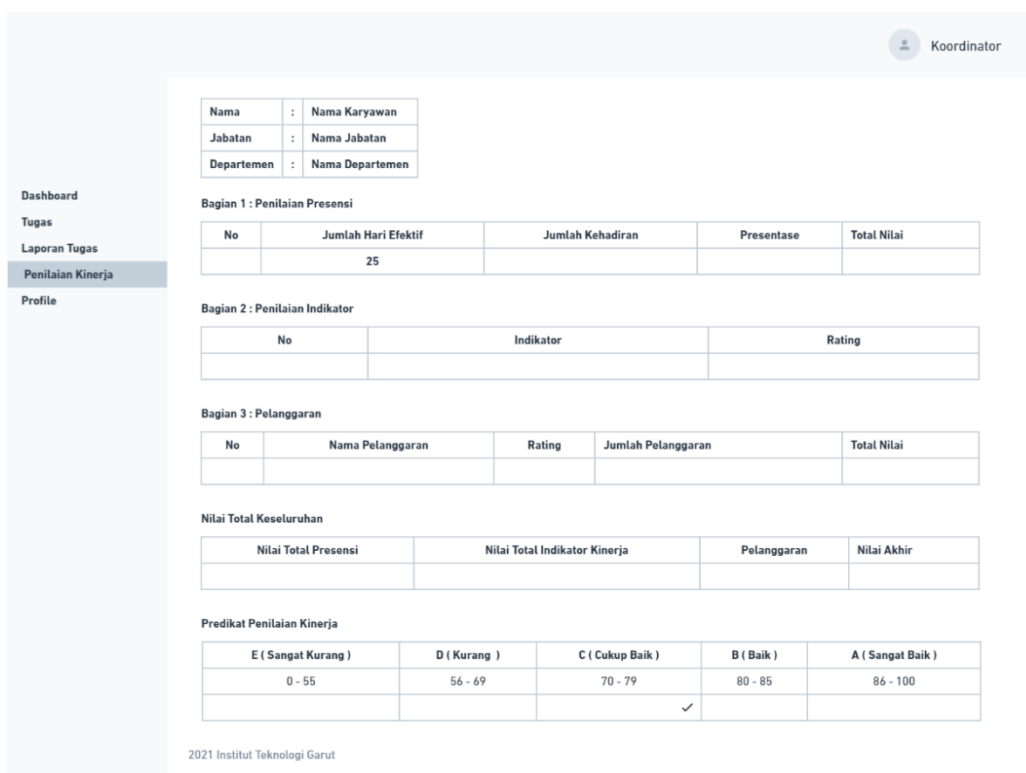 Koordinator
Nama : Nama Karyawan
Jabatan : Nama Jabatan
Departemen : Nama Departemen
Dashboard
Tugas
Laporan Tugas
Penilaian Kinerja
Profile
Bagian 1 : Penilaian Presensi
No Jumlah Hari Efektif Jumlah Kehadiran Presentase Total Nilai
25
Bagian 2 : Penilaian Indikator
No Indikator Rating
Bagian 3 : Pelanggaran
No Nama Pelanggaran Rating Jumlah Pelanggaran Total Nilai
Nilai Total Keseluruhan
Nilai Total Presensi Nilai Total Indikator Kinerja Pelanggaran Nilai Akhir
Predikat Penilaian Kinerja
E ( Sangat Kurang ) D ( Kurang ) C ( Cukup Baik ) B ( Baik ) A ( Sangat Baik )
0 - 55 56 - 69 70 - 79 80 - 85 86 - 100
✓
2021 Institut Teknologi Garut